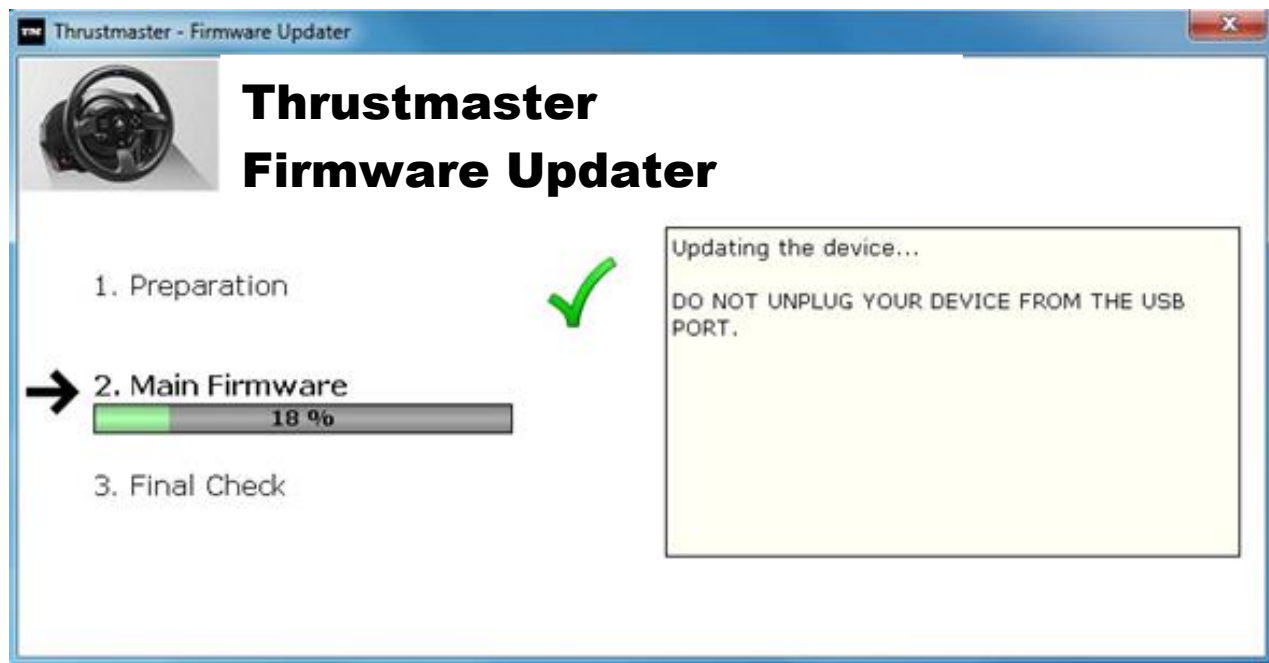 Thrustmaster - Firmware Updater
Thrustmaster
Firmware Updater
1. Preparation
2. Main Firmware
18 %
3. Final Check
Updating the device...
DO NOT UNPLUG YOUR DEVICE FROM THE USB
PORT.